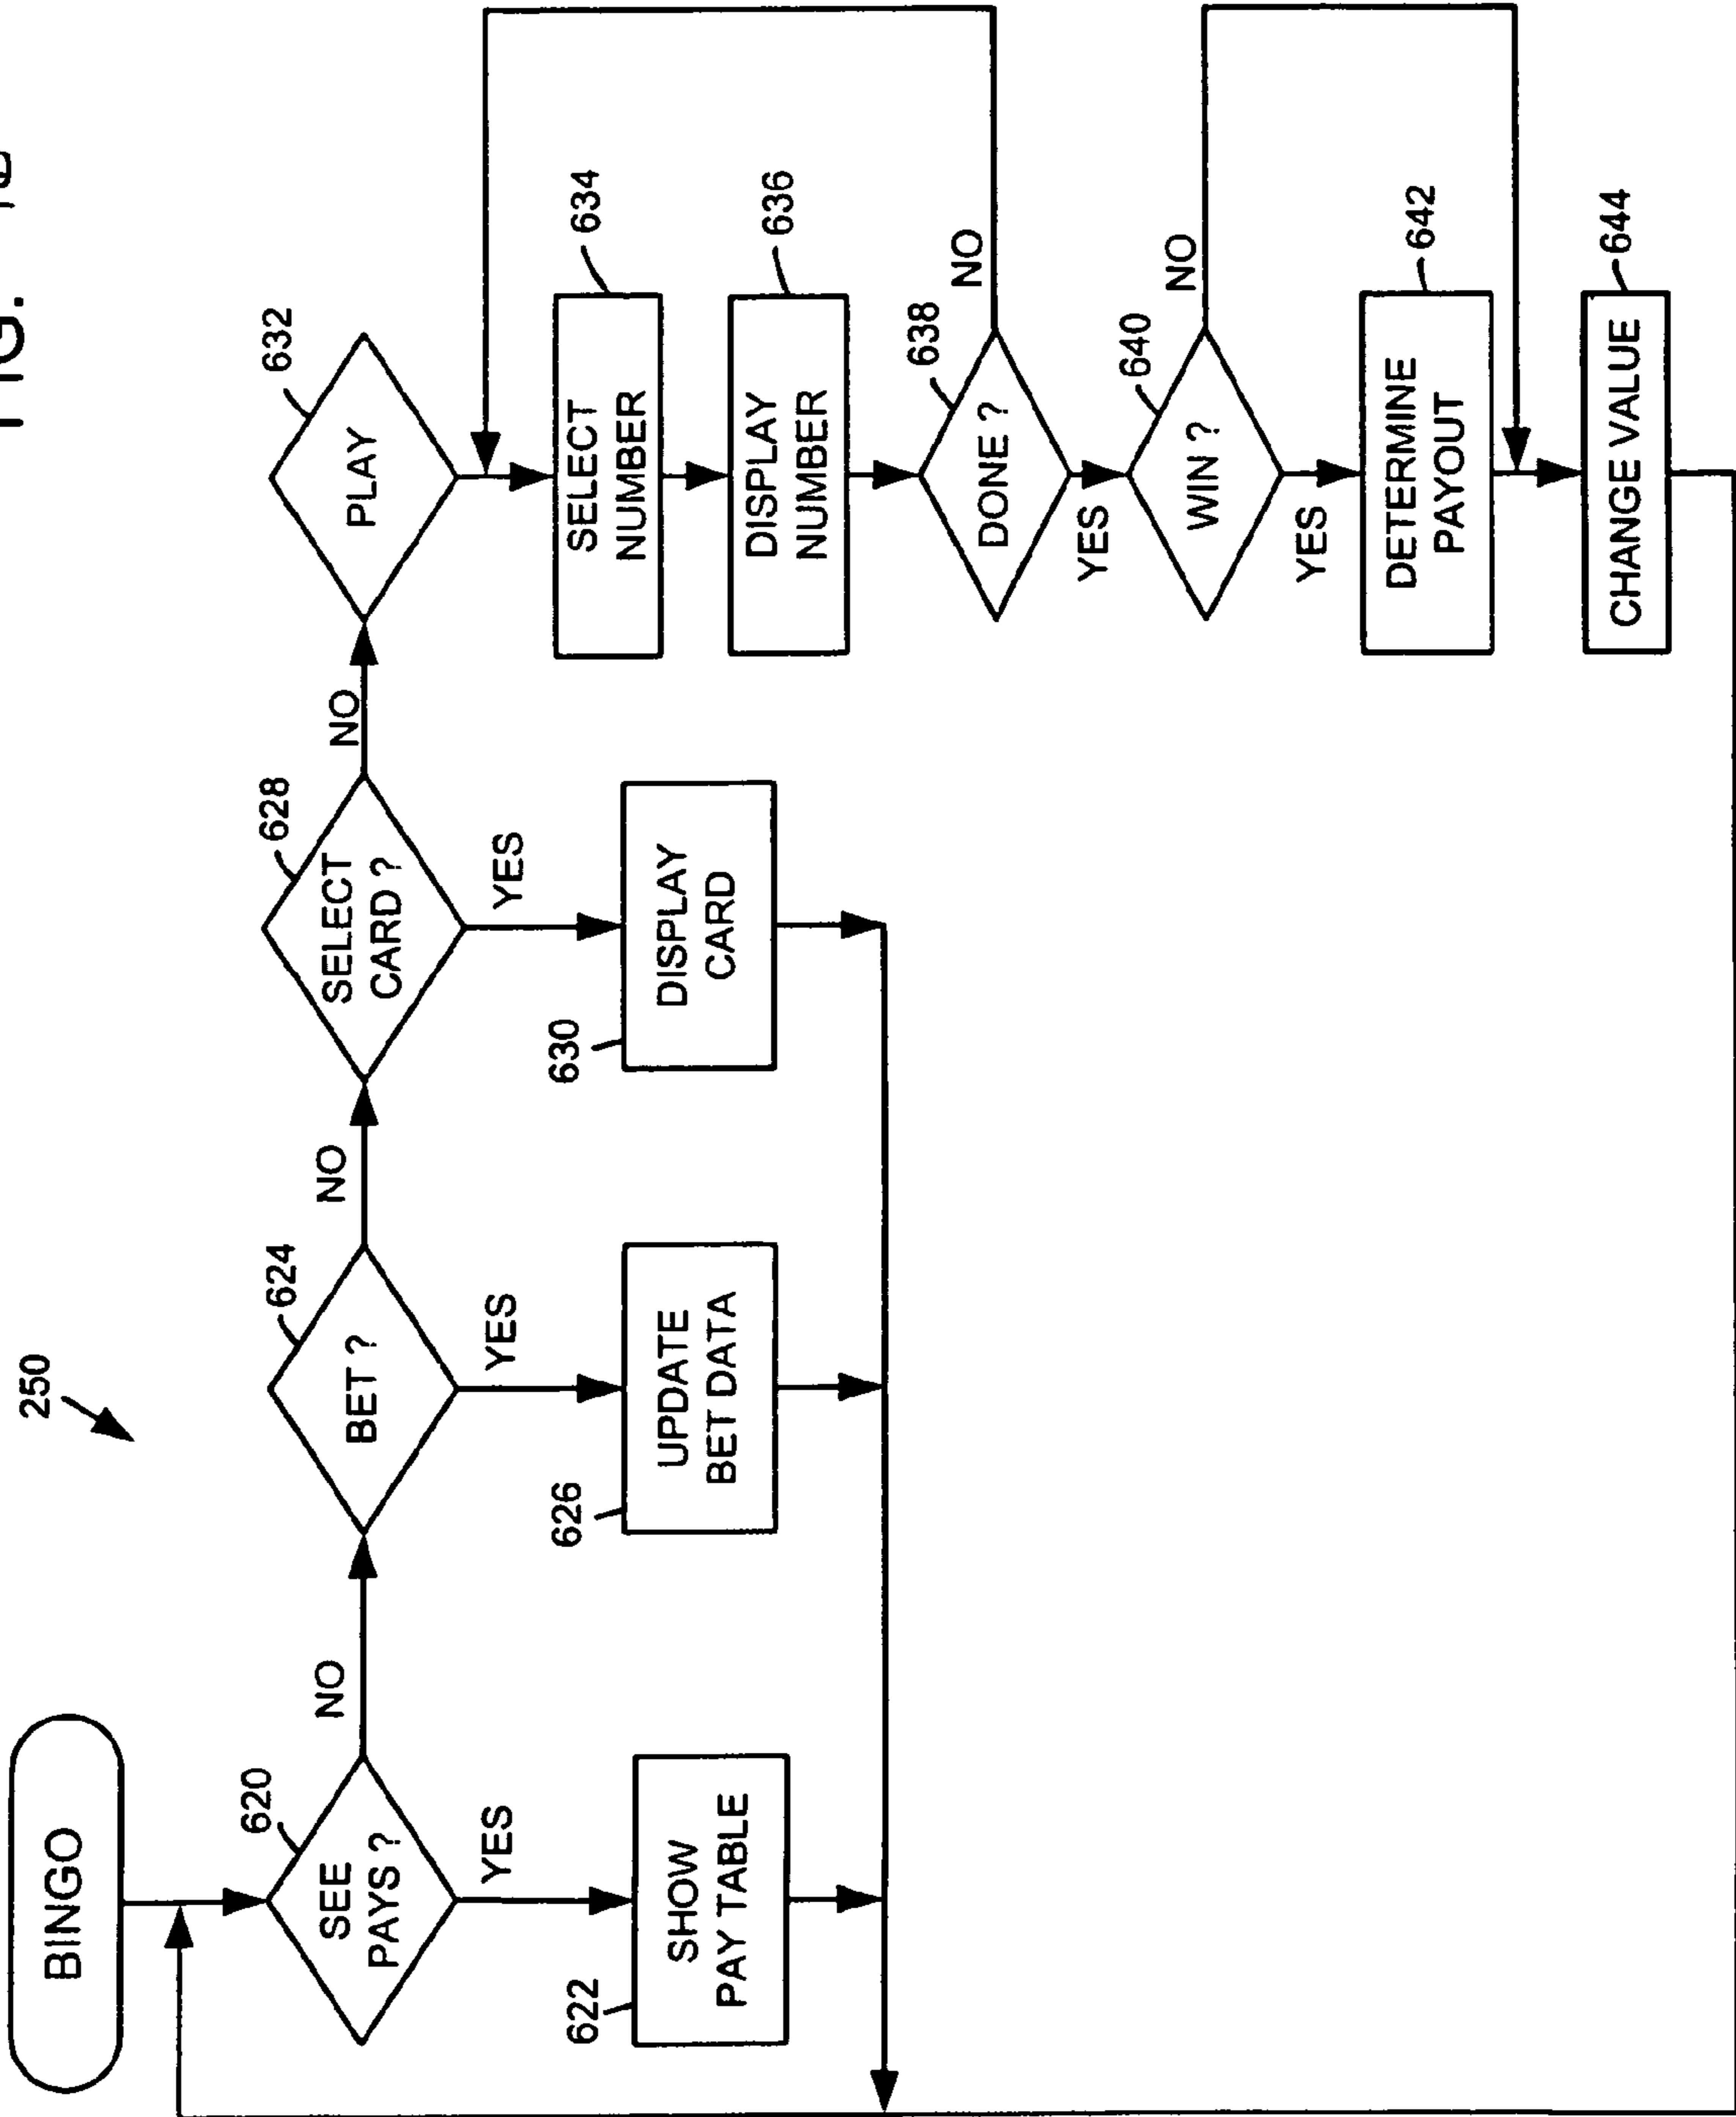 250
BINGO
SEE
PAYS ?
620
NO
YES
SHOW
PAY TABLE
622
BET ?
624
NO
YES
UPDATE
BET DATA
626
SELECT
CARD ?
628
NO
YES
DISPLAY
CARD
630
PLAY
632
SELECT
NUMBER
634
DISPLAY
NUMBER
636
DONE ?
638
NO
YES
WIN ?
640
NO
YES
DETERMINE
PAYOUT
642
CHANGE VALUE
644